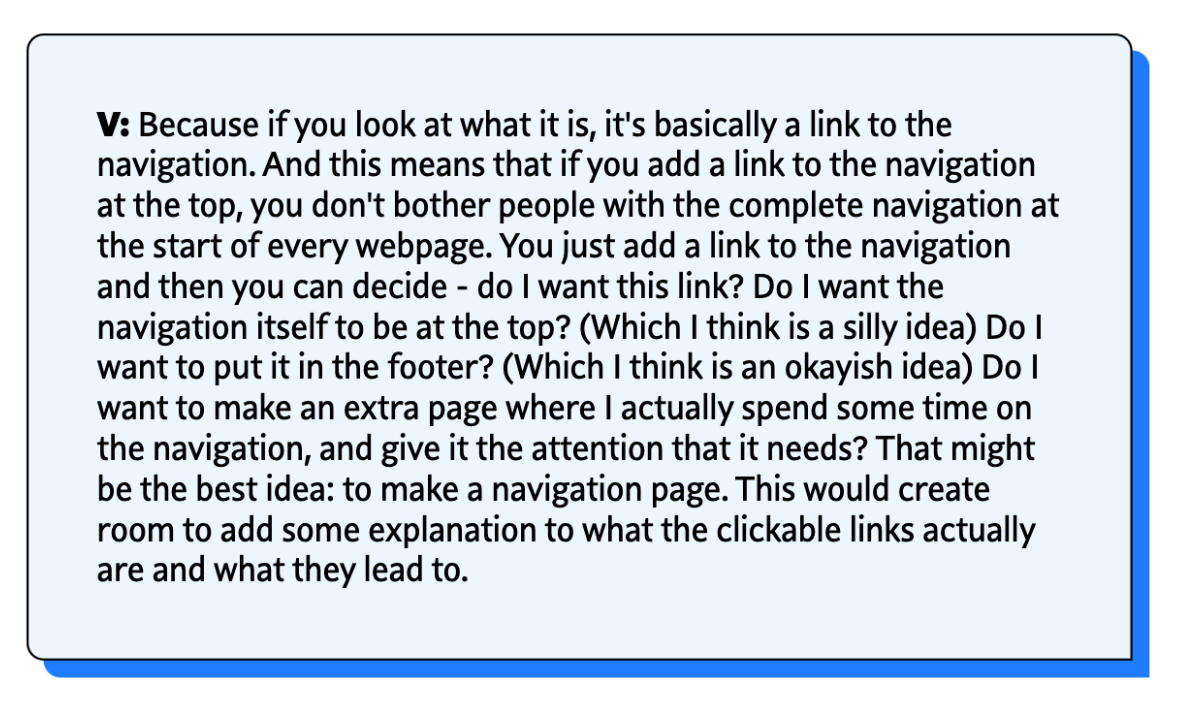 V: Because if you look at what it is, it's basically a link to the
navigation. And this means that if you add a link to the navigation
at the top, you don't bother people with the complete navigation at
the start of every webpage. You just add a link to the navigation
and then you can decide - do I want this link? Do I want the
navigation itself to be at the top? (Which I think is a silly idea) Do I
want to put it in the footer? (Which I think is an okayish idea) Do I
want to make an extra page where I actually spend some time on
the navigation, and give it the attention that it needs? That might
be the best idea: to make a navigation page. This would create
room to add some explanation to what the clickable links actually
are and what they lead to.